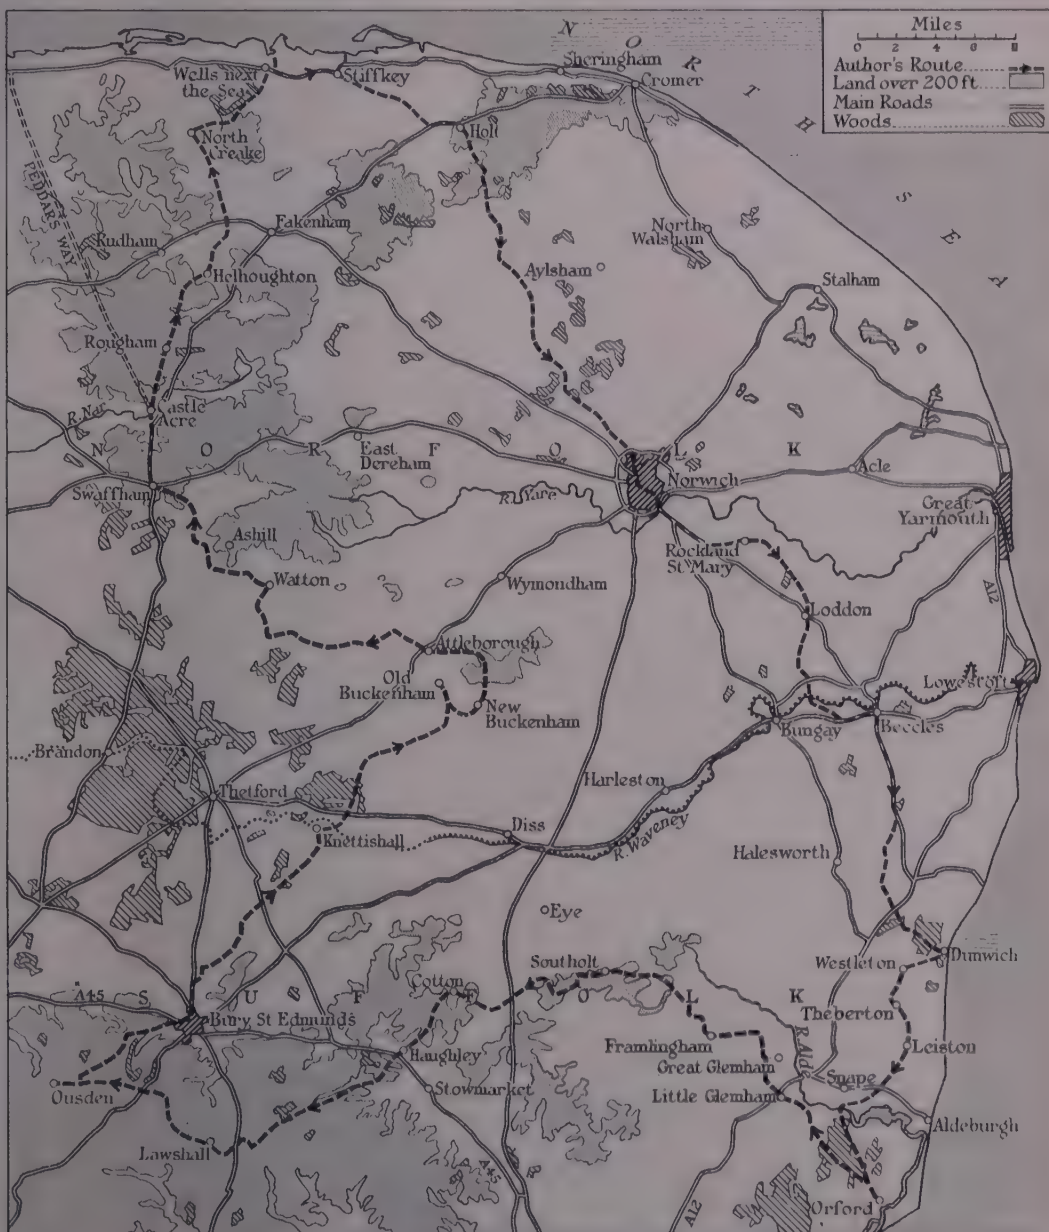 Miles
0 2 4 6 8
Author's Route
Land over 200 ft.
Main Roads
Woods
NORTH SEA
Sheringham
Cromer
Wells next
the Sea
Stiffkey
North
Creake
Holt
PEDDARS WAY
Fakenham
Rudham
North
Walsham
Helhoughton
Aylsham
Stalham
Rougham
R. Nar
Castle
Acre
NORFOLK
East
Dereham
Norwich
Acle
Swaffham
R. Yare
Great
Yarmouth
Ashill
Rockland
St Mary
Watton
Wymondham
A12
Loddon
Attleborough
Old
Buckenham
New
Buckenham
Lowestoft
Bungay
Beccles
Brandon
Thetford
Harleston
Diss
R. Waveney
Knettishall
Halesworth
Eye
Dunwich
Southolt
Westleton
Cotton
A45
SUFFOLK
Theberton
Bury St Edmunds
Framlingham
R. Alde
Leiston
Haughley
Great Glemham
Snape
Ousden
Stowmarket
Little Glemham
Aldeburgh
Lawshall
A45
Orford
A12